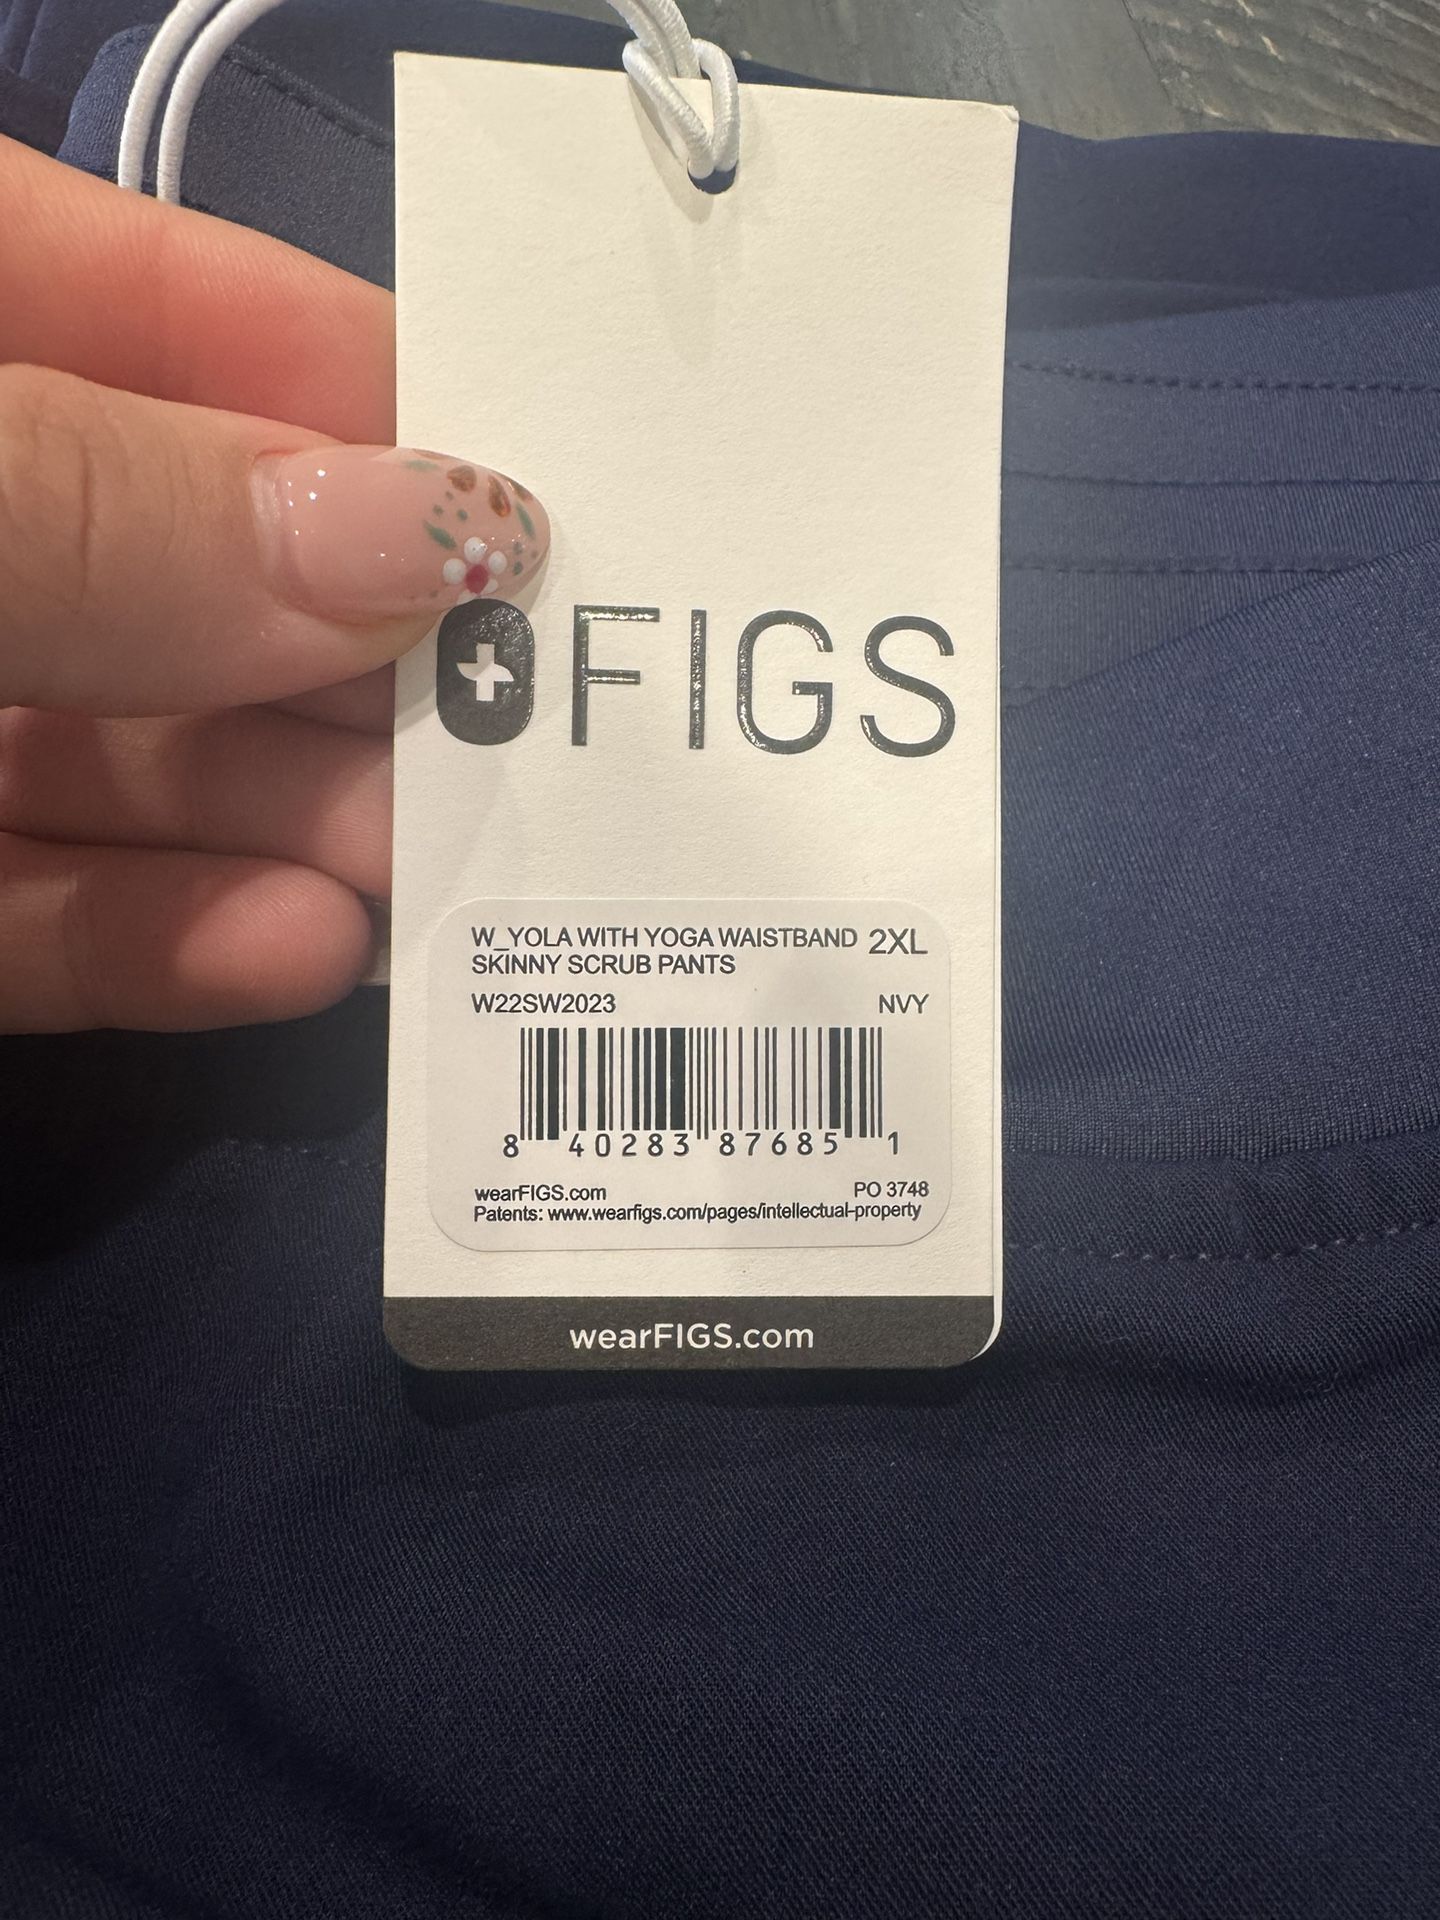 FIGS
W_YOLA WITH YOGA WAISTBAND 2XL
SKINNY SCRUB PANTS
W22SW2023 NVY
8 40283 87685 1
wearFIGS.com PO 3748
Patents: www.wearfigs.com/pages/intellectual-property
wearFIGS.com